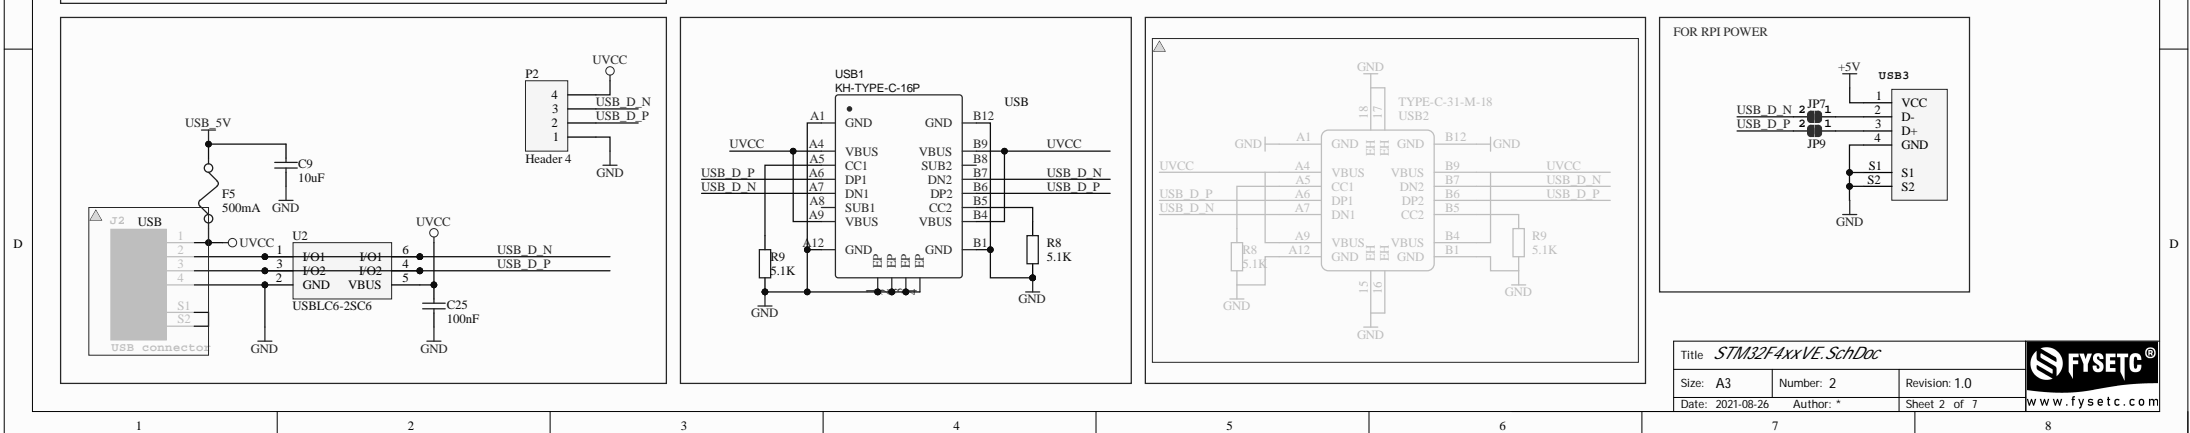 UVCC
P2
4
3
USB_D_N
2
USB_D_P
1
Header 4
GND
USB_5V
C9
10uF
GND
F5
500mA
J2
USB
1
2
3
4
S1
S2
USB connector
UVCC
UVCC
U2
1
I/O1
I/O1
6
USB_D_N
3
I/O2
I/O2
4
USB_D_P
2
GND
VBUS
5
USBLC6-2SC6
C25
100nF
GND
GND
USB1
KH-TYPE-C-16P
USB
A1
GND
GND
B12
UVCC
A4
VBUS
VBUS
B9
UVCC
A5
CC1
SUB2
B8
USB_D_P
A6
DP1
DN2
B7
USB_D_N
USB_D_N
A7
DN1
DP2
B6
USB_D_P
A8
SUB1
CC2
B5
A9
VBUS
VBUS
B4
A12
GND
GND
B1
EP
EP
EP
EP
R9
5.1K
R8
5.1K
GND
GND
GND
18
17
TYPE-C-31-M-18
USB2
GND
A1
GND
EH
EH
GND
B12
GND
UVCC
A4
VBUS
VBUS
B9
UVCC
A5
CC1
DN2
B7
USB_D_N
USB_D_P
A6
DP1
DP2
B6
USB_D_P
USB_D_N
A7
DN1
CC2
B5
A9
VBUS
VBUS
B4
A12
GND
EH
EH
GND
B1
R8
5.1K
R9
5.1K
15
16
GND
GND
GND
FOR RPI POWER
+5V
USB3
1
VCC
USB_D_N
2
JP7
1
2
D-
USB_D_P
2
1
3
D+
JP9
4
GND
S1
S1
S2
S2
GND
D
D
Title
STM32F4xxVE.SchDoc
Size: A3
Number: 2
Revision: 1.0
Date: 2021-08-26
Author: *
Sheet 2 of 7
FYSETC®
www.fysetc.com
1
2
3
4
5
6
7
8